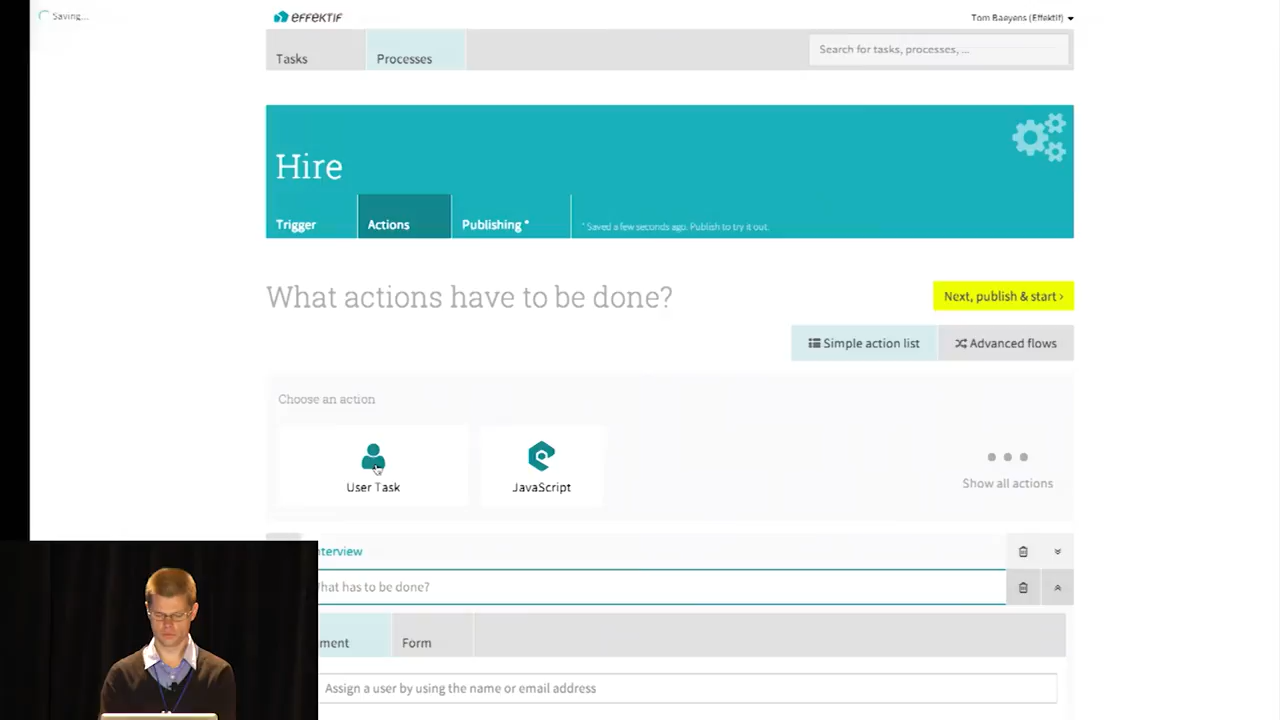 Saving...
EFFEKTIF
Tom Baeyens (Effektif)
Tasks
Processes
Search for tasks, processes, ...
Hire
Trigger
Actions
Publishing *
* Saved a few seconds ago. Publish to try it out.
What actions have to be done?
Next, publish & start ›
Simple action list
Advanced flows
Choose an action
User Task
JavaScript
Show all actions
nterview
hat has to be done?
ment
Form
Assign a user by using the name or email address